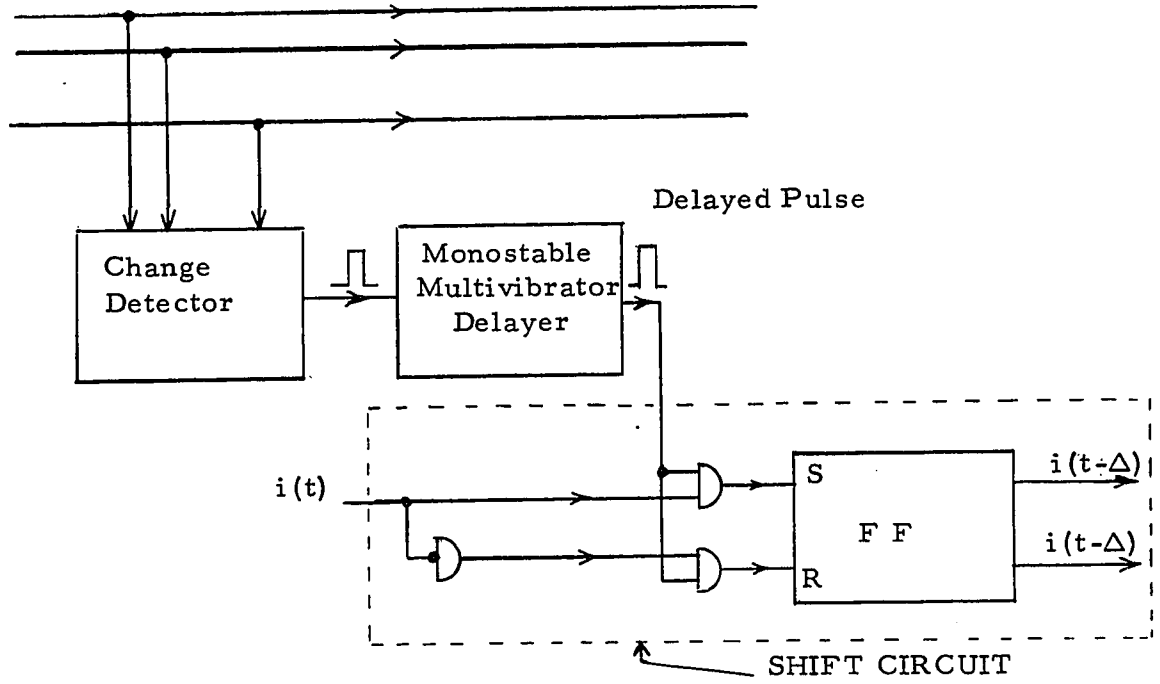 Delayed Pulse
Change
Detector
Monostable
Multivibrator
Delayer
i(t)
S
i(t-Δ)
F F
i(t-Δ)
R
SHIFT CIRCUIT